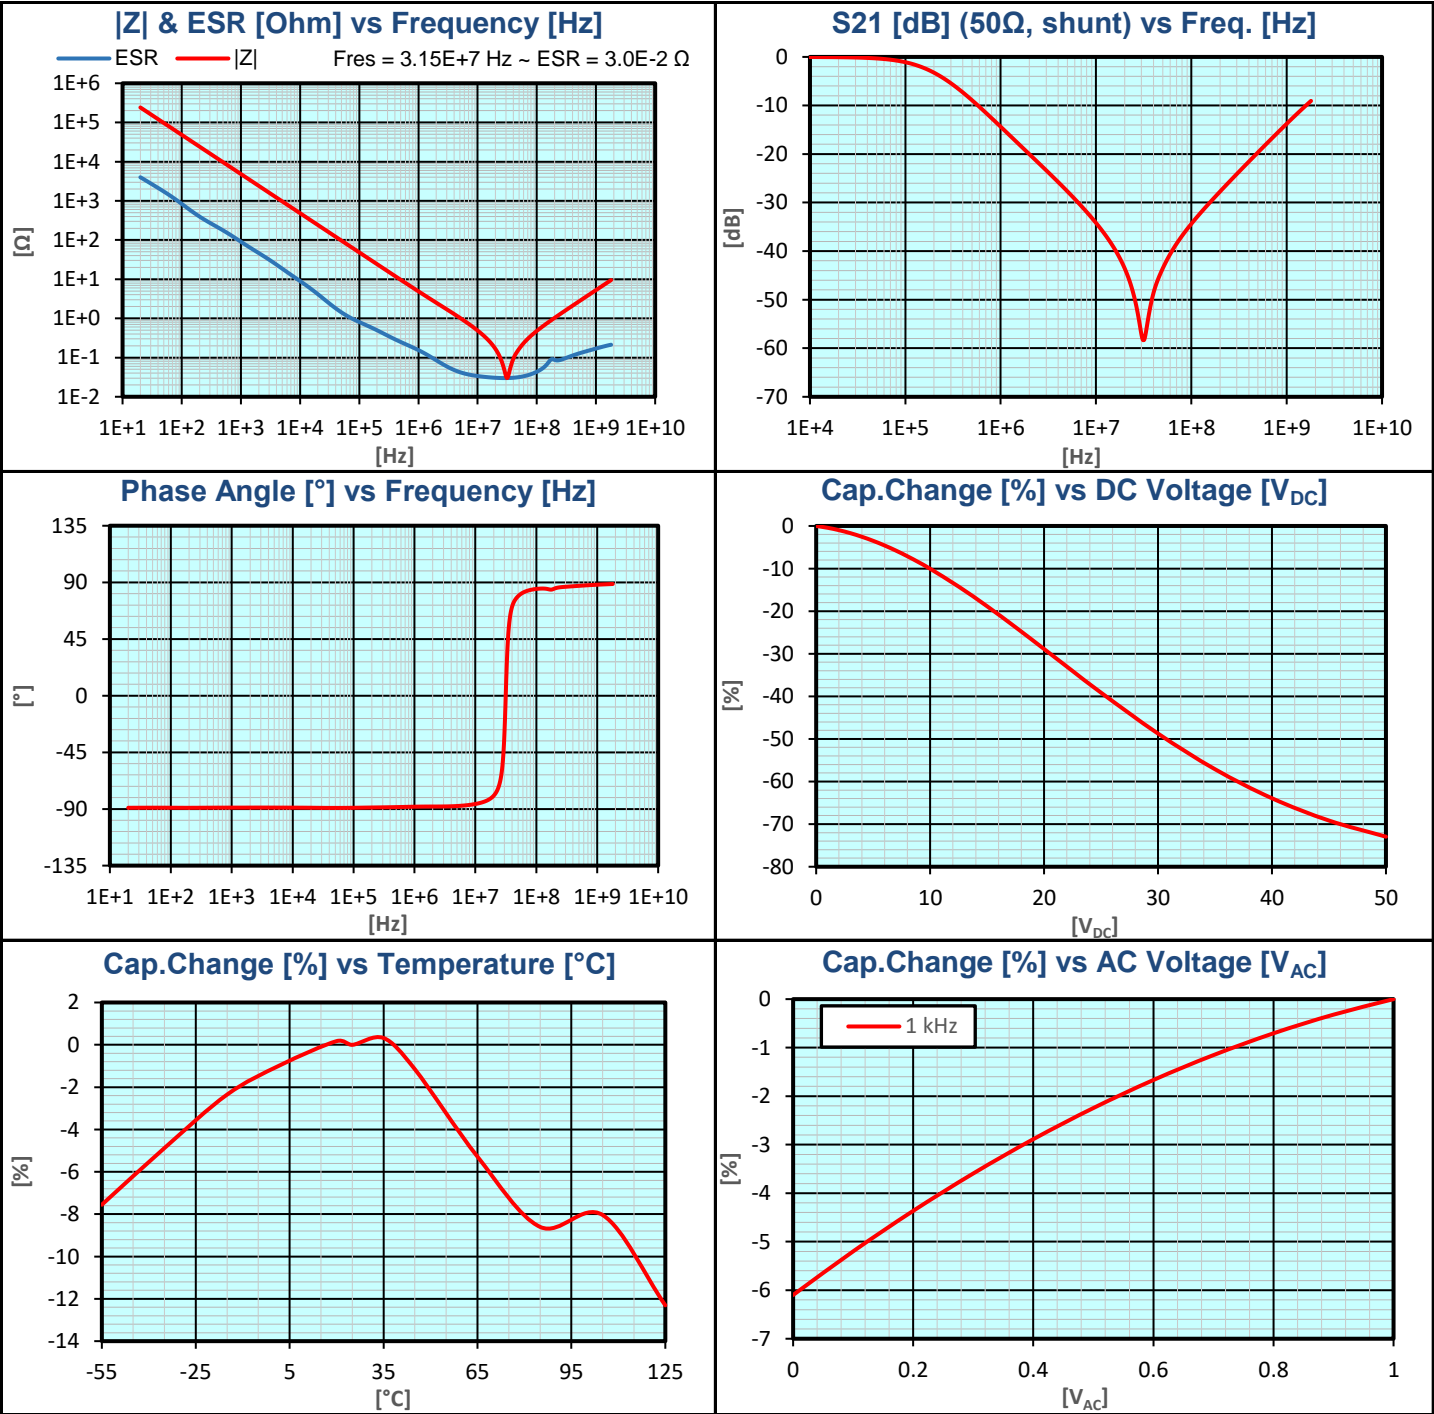 |Z| & ESR [Ohm] vs Frequency [Hz]
ESR |Z| Fres = 3.15E+7 Hz ~ ESR = 3.0E-2 Ω
1E+6
1E+5
1E+4
1E+3
1E+2
1E+1
1E+0
1E-1
1E-2
[Ω]
1E+1 1E+2 1E+3 1E+4 1E+5 1E+6 1E+7 1E+8 1E+9 1E+10
[Hz]
S21 [dB] (50Ω, shunt) vs Freq. [Hz]
0
-10
-20
-30
-40
-50
-60
-70
[dB]
1E+4 1E+5 1E+6 1E+7 1E+8 1E+9 1E+10
[Hz]
Phase Angle [°] vs Frequency [Hz]
135
90
45
0
-45
-90
-135
[°]
1E+1 1E+2 1E+3 1E+4 1E+5 1E+6 1E+7 1E+8 1E+9 1E+10
[Hz]
Cap.Change [%] vs DC Voltage [VDC]
0
-10
-20
-30
-40
-50
-60
-70
-80
[%]
0 10 20 30 40 50
[VDC]
Cap.Change [%] vs Temperature [°C]
2
0
-2
-4
-6
-8
-10
-12
-14
[%]
-55 -25 5 35 65 95 125
[°C]
Cap.Change [%] vs AC Voltage [VAC]
1 kHz
0
-1
-2
-3
-4
-5
-6
-7
[%]
0 0.2 0.4 0.6 0.8 1
[VAC]